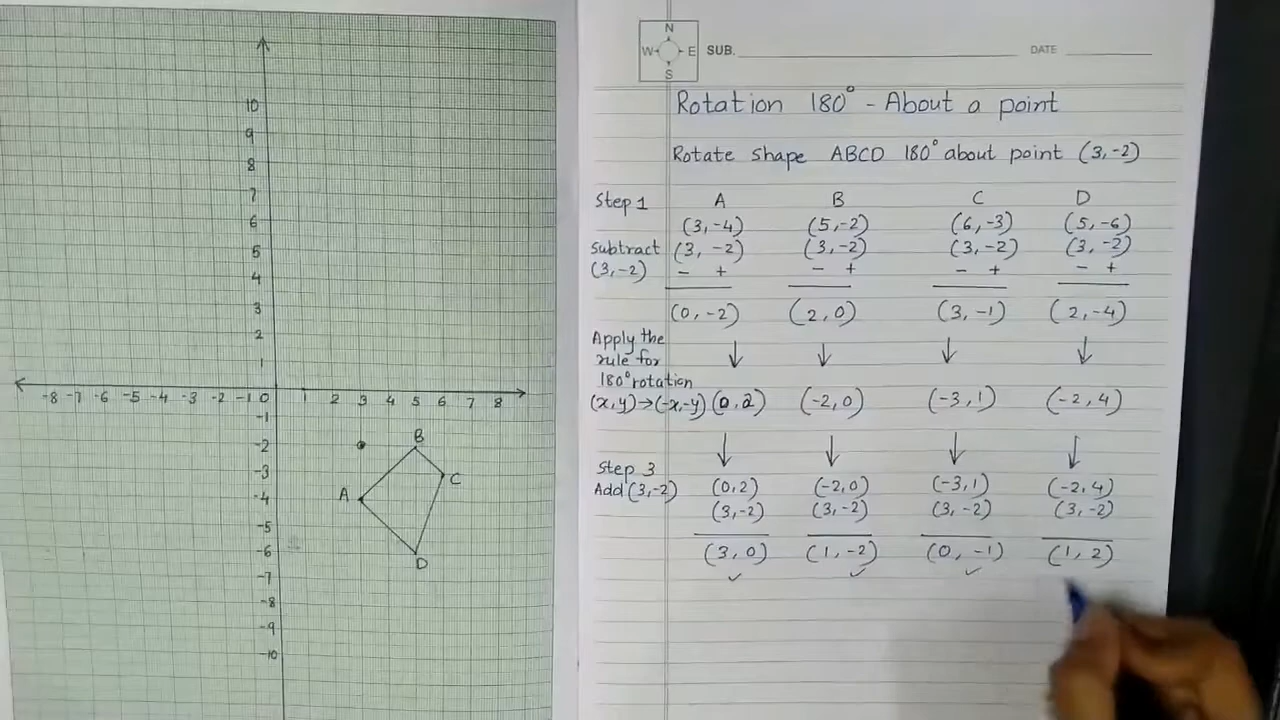 10
9
8
7
6
5
4
3
2
1
-8 -7 -6 -5 -4 -3 -2 -1 0 1 2 3 4 5 6 7 8
-1
-2
-3
-4
-5
-6
-7
-8
-9
-10
B
C
A
D
N
W E SUB. DATE
S
Rotation 180° - About a point
Rotate Shape ABCD 180° about point (3,-2)
Step 1 A B C D
(3,-4) (5,-2) (6,-3) (5,-6)
Subtract (3,-2) (3,-2) (3,-2) (3,-2)
(3,-2) - + - + - + - +
(0,-2) (2,0) (3,-1) (2,-4)
Apply the
rule for
180° rotation
(x,y)→(-x,-y) (0,2) (-2,0) (-3,1) (-2,4)
Step 3
Add (3,-2) (0,2) (-2,0) (-3,1) (-2,4)
(3,-2) (3,-2) (3,-2) (3,-2)
(3,0) (1,-2) (0,-1) (1,2)